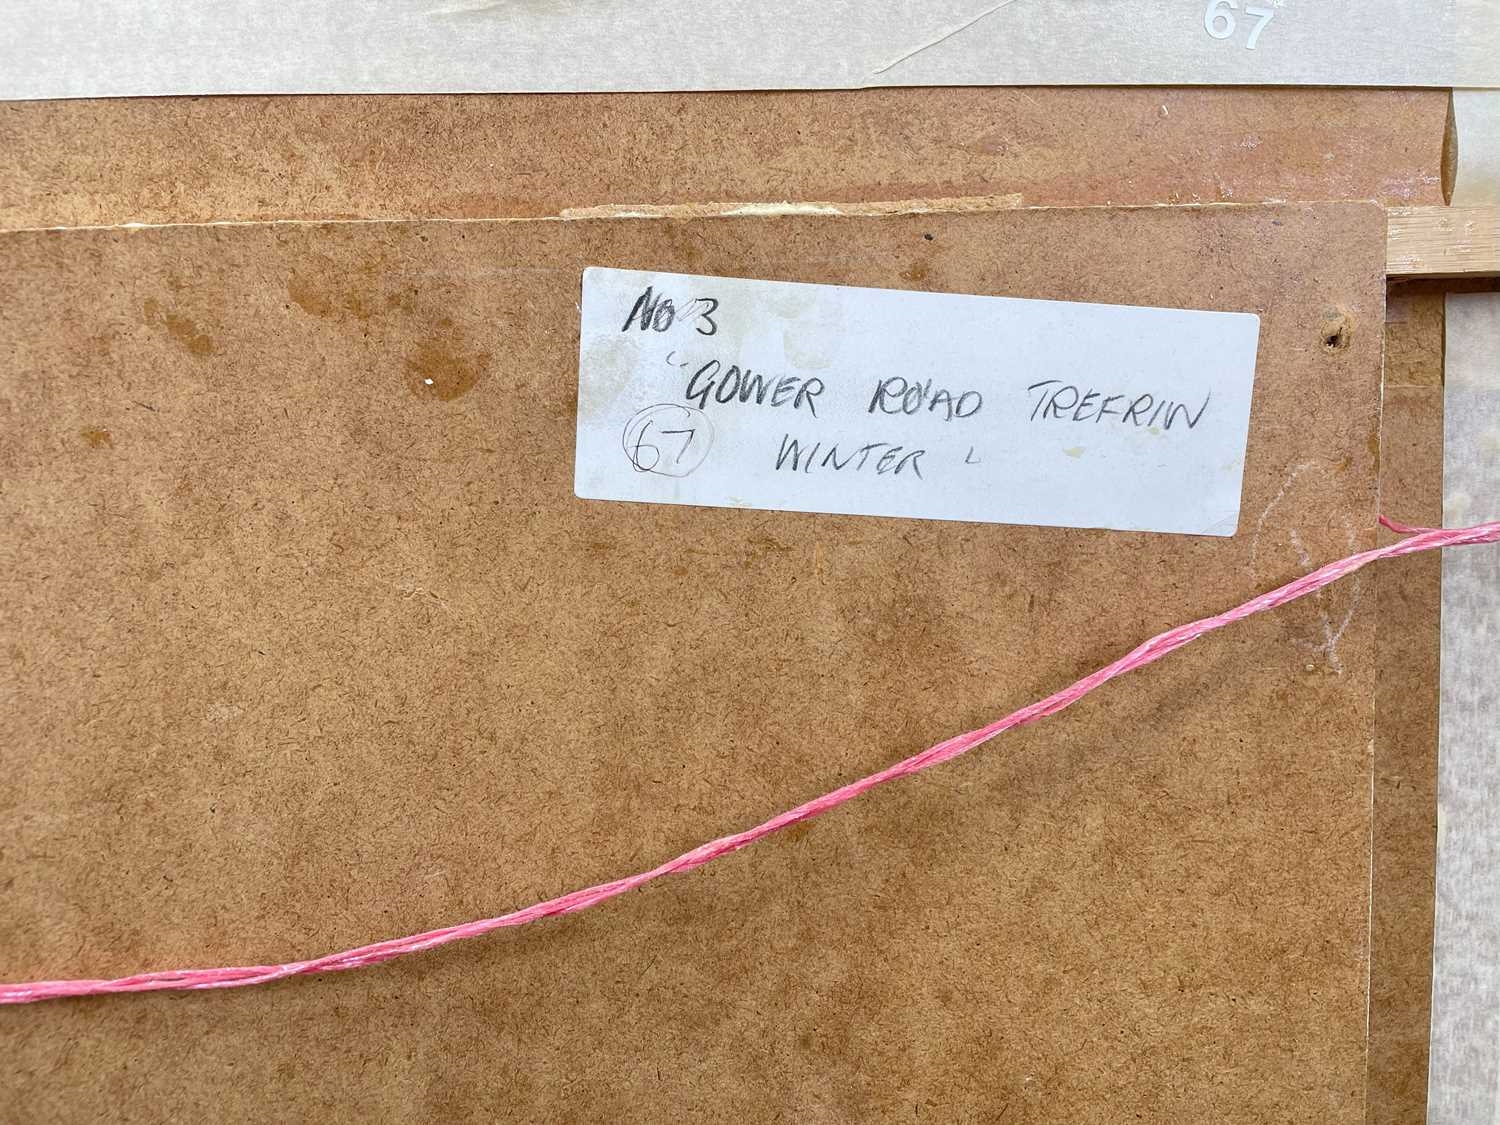 67
No 3
"GOWER ROAD TREFRIW
67 WINTER "